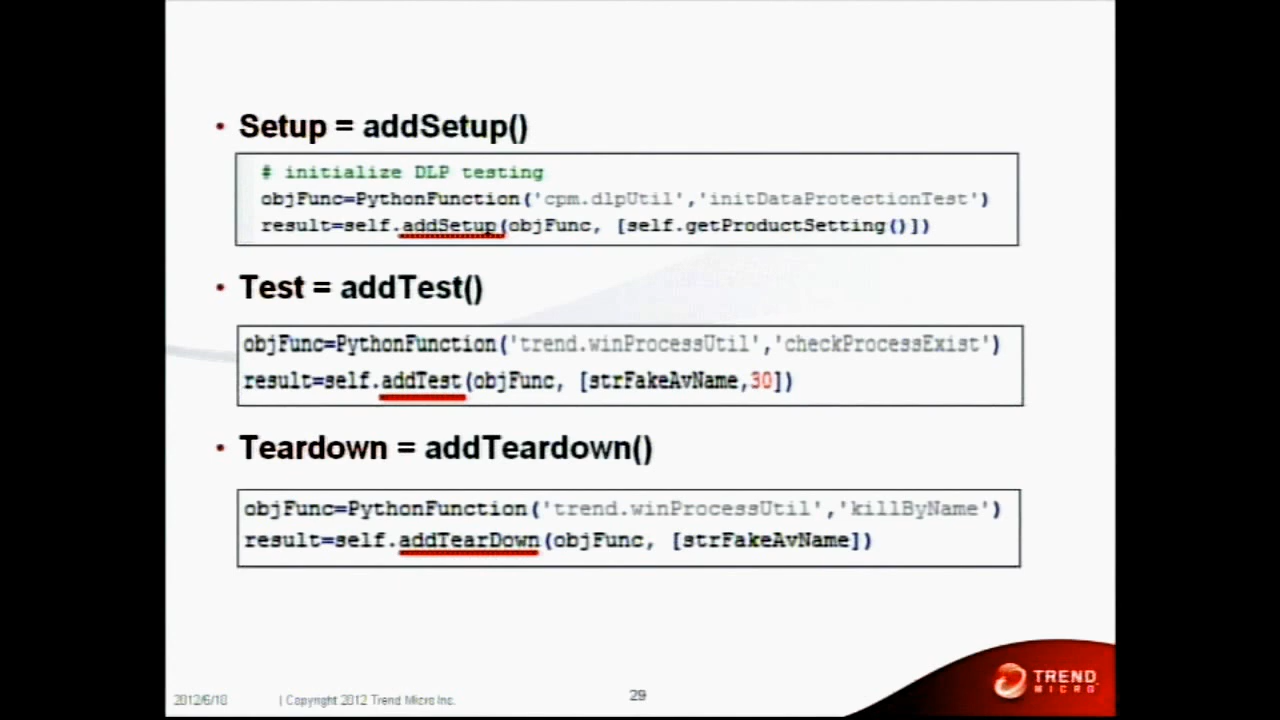 • Setup = addSetup()
# initialize DLP testing
objFunc=PythonFunction('cpm.dlpUtil','initDataProtectionTest')
result=self.addSetup(objFunc, [self.getProductSetting()])
• Test = addTest()
objFunc=PythonFunction('trend.winProcessUtil','checkProcessExist')
result=self.addTest(objFunc, [strFakeAvName,30])
• Teardown = addTeardown()
objFunc=PythonFunction('trend.winProcessUtil','killByName')
result=self.addTearDown(objFunc, [strFakeAvName])
2012/6/10 | Copyright 2012 Trend Micro Inc. 29
TREND
MICRO